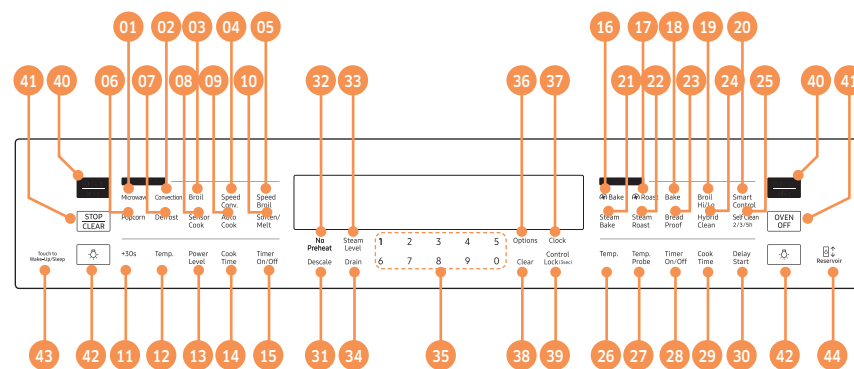 01 02 03 04 05 16 17 18 19 20
41 40 06 07 08 09 10 32 33 36 37 21 22 23 24 25 40 41
Microwave Convection Broil Speed Conv. Speed Broil
Bake Roast Bake Broil Hi/Lo Smart Control
STOP CLEAR
Popcorn Defrost Sensor Cook Auto Cook Soften/ Melt
Steam Bake Steam Roast Bread Proof Hybrid Clean Self Clean 2/3/5h
OVEN OFF
No Preheat Steam Level 1 2 3 4 5 Options Clock
Touch to Wake-Up/Sleep
+30s Temp. Power Level Cook Time Timer On/Off
Descale Drain 6 7 8 9 0 Clear Control Lock(3sec)
Temp. Temp. Probe Timer On/Off Cook Time Delay Start
Reservoir
43 42 11 12 13 14 15 31 34 35 38 39 26 27 28 29 30 42 44